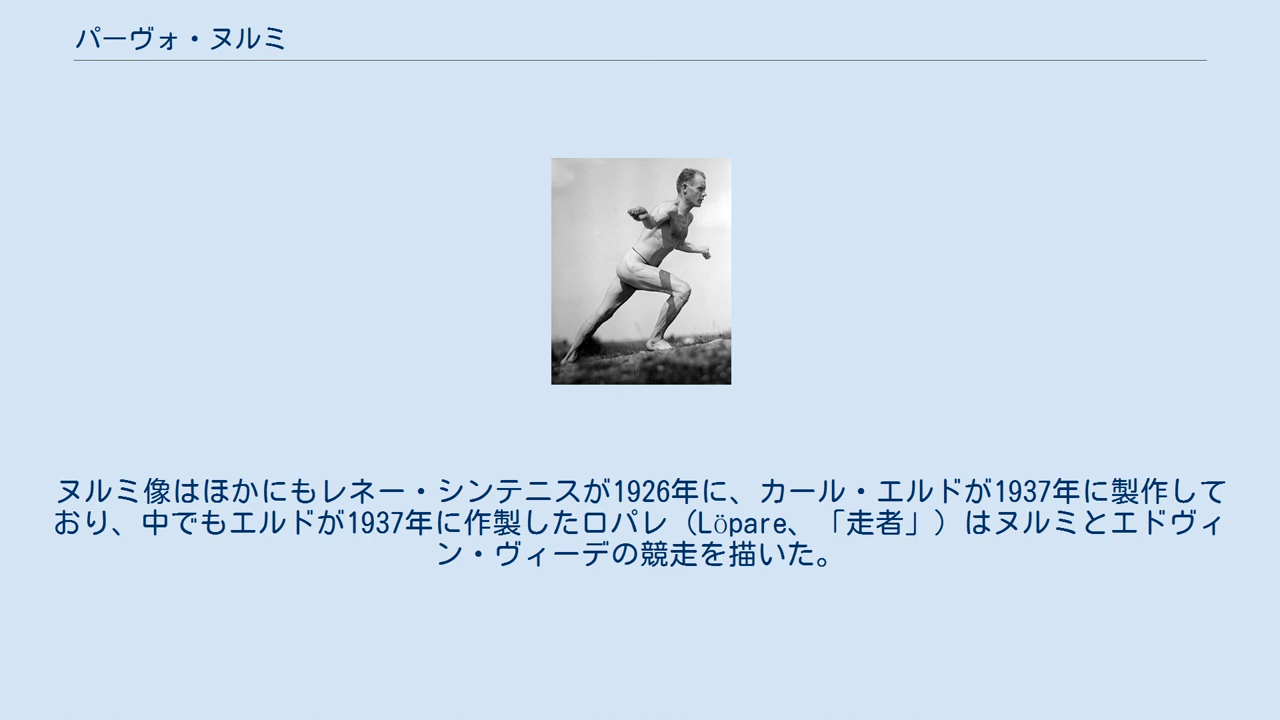 パーヴォ・ヌルミ
ヌルミ像はほかにもレネー・シンテニスが1926年に、カール・エルドが1937年に製作して
おり、中でもエルドが1937年に作製したロパレ（Löpare、「走者」）はヌルミとエドヴィ
ン・ヴィーデの競走を描いた。